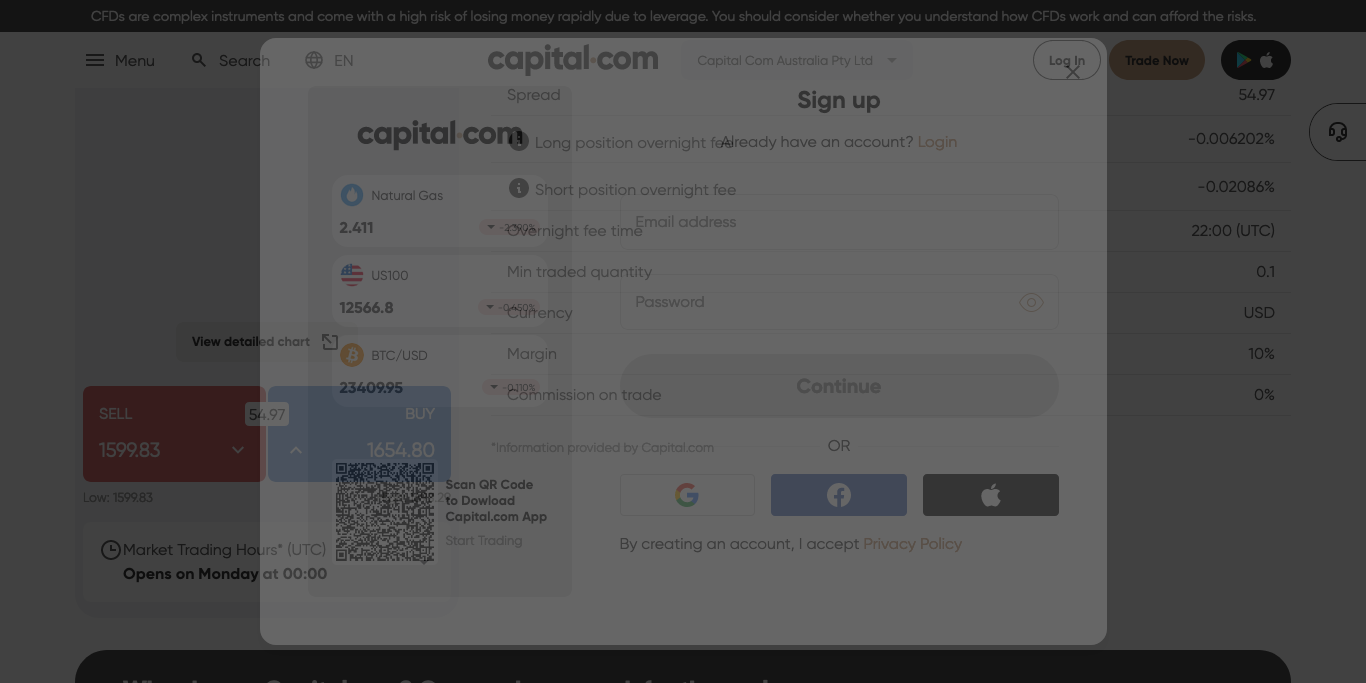 CFDs are complex instruments and come with a high risk of losing money rapidly due to leverage. You should consider whether you understand how CFDs work and can afford the risks.
Menu
Search
EN
capital.com
Capital Com Australia Pty Ltd
Log In
Trade Now
Spread
54.97
Long position overnight fee
-0.006202%
Short position overnight fee
-0.02086%
Overnight fee time
22:00 (UTC)
Min traded quantity
0.1
Currency
USD
Margin
10%
Commission on trade
0%
*Information provided by Capital.com
View detailed chart
SELL
1599.83
54.97
BUY
1654.80
Low: 1599.83
Market Trading Hours* (UTC)
Opens on Monday at 00:00
capital.com
Natural Gas
2.411
US100
12566.8
-0.650%
BTC/USD
23409.95
-0.110%
Scan QR Code
to Dowload
Capital.com App
Start Trading
Sign up
Already have an account? Login
Email address
Password
Continue
OR
By creating an account, I accept Privacy Policy